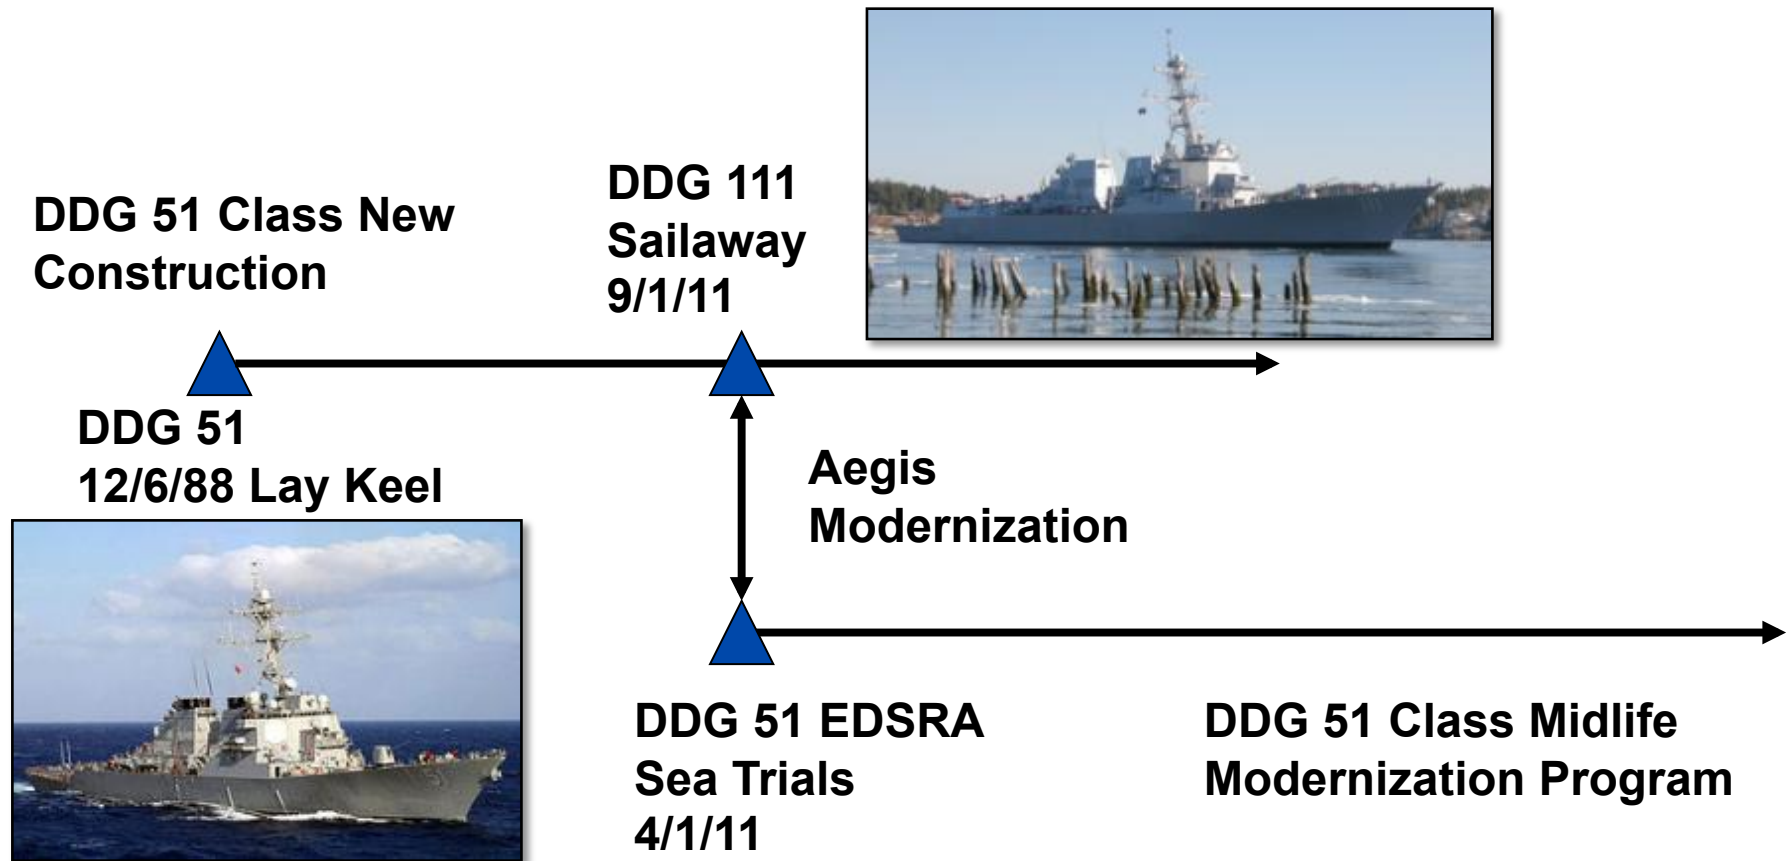 DDG 51 Class New
Construction
DDG 111
Sailaway
9/1/11
DDG 51
12/6/88 Lay Keel
Aegis
Modernization
DDG 51 EDSRA
Sea Trials
4/1/11
DDG 51 Class Midlife
Modernization Program